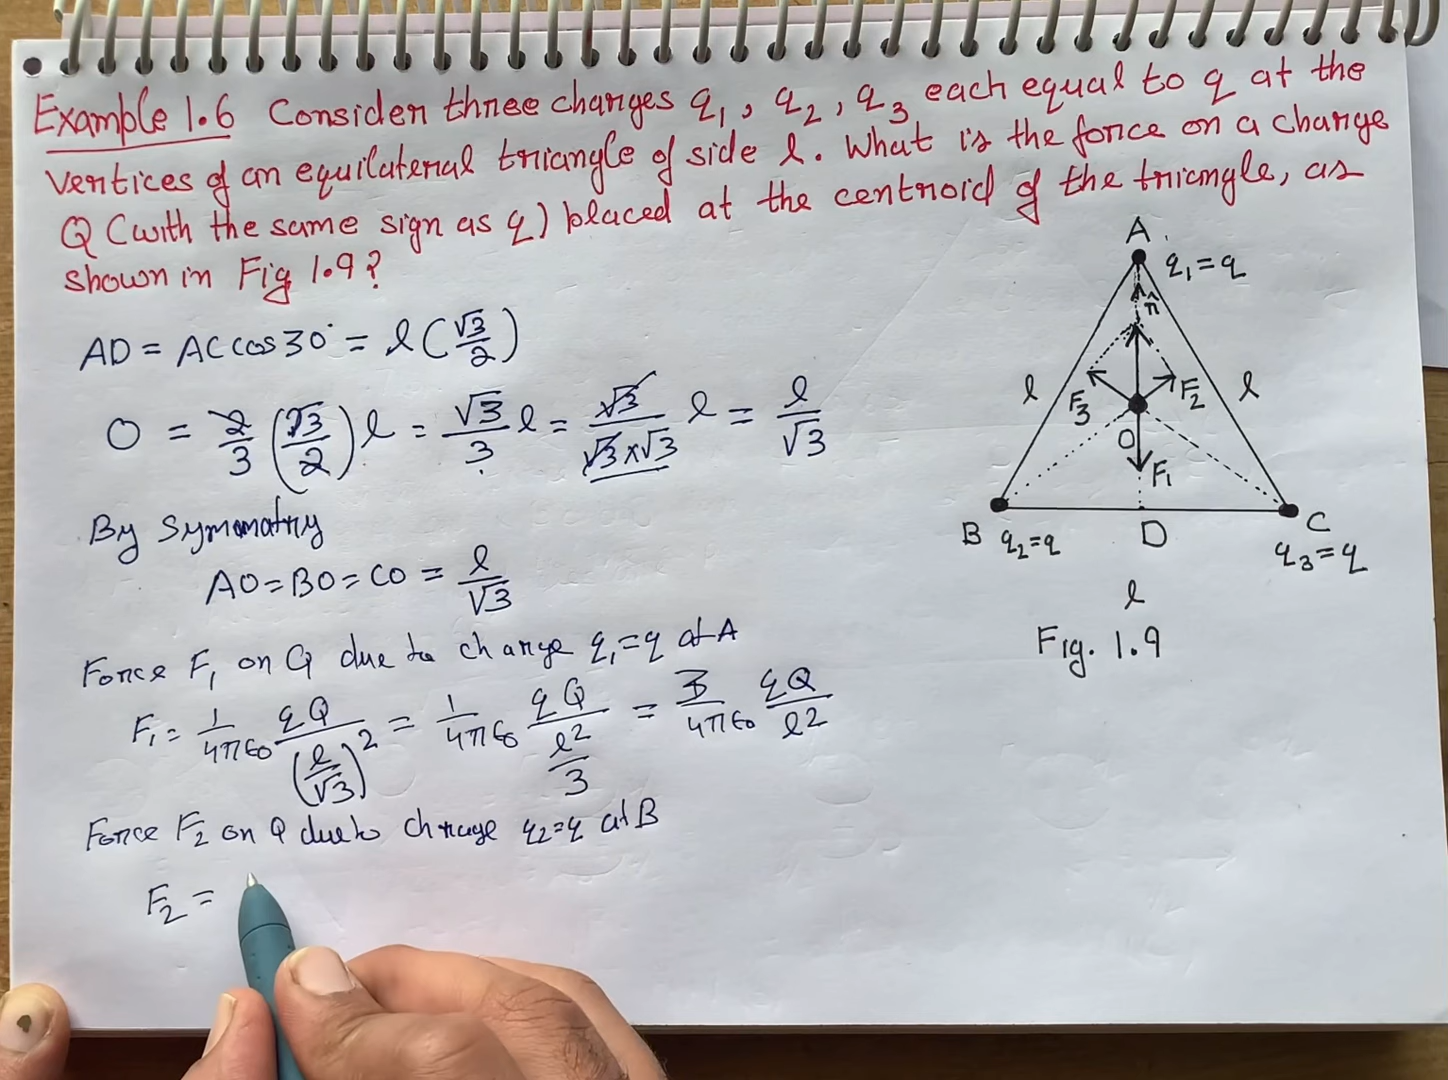 Example 1.6 Consider three charges q₁, q₂, q₃ each equal to q at the
vertices of an equilateral triangle of side l. What is the force on a charge
Q (with the same sign as q) placed at the centroid of the triangle, as
shown in Fig 1.9?
A
q₁=q
n̂
l
l
F₃
F₂
O
F₁
B q₂=q
D
C
q₃=q
l
Fig. 1.9
AD = AC cos30° = l(√3/2)
O = 2/3 (√3/2) l = √3/3 l = √3/(√3×√3) l = l/√3
By Symmatry
AO=BO=CO = l/√3
Force F₁ on Q due to charge q₁=q at A
F₁ = 1/4πε₀ qQ/(l/√3)² = 1/4πε₀ qQ/(l²/3) = 3/4πε₀ qQ/l²
Force F₂ on Q due to chrage q₂=q at B
F₂ =